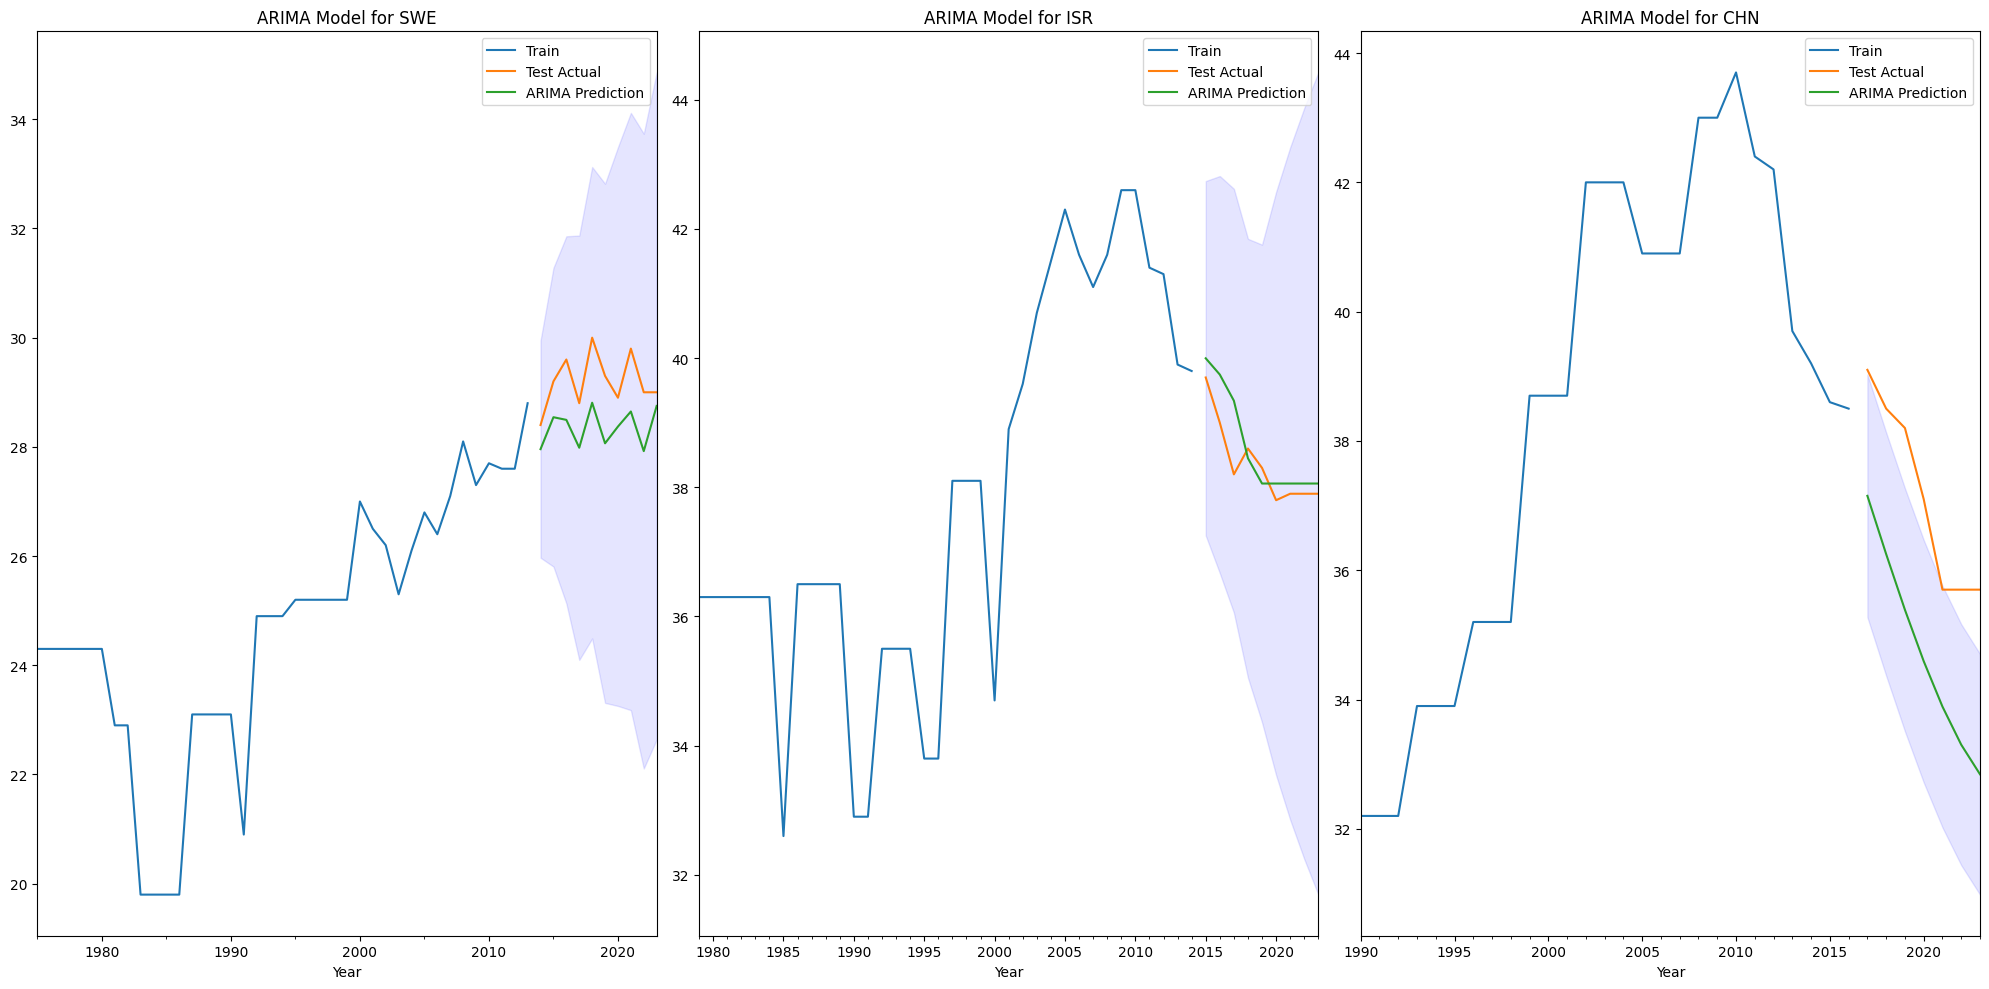 ARIMA Model for SWE
Train
Test Actual
ARIMA Prediction
34
32
30
28
26
24
22
20
1980 1990 2000 2010 2020
Year
ARIMA Model for ISR
Train
Test Actual
ARIMA Prediction
44
42
40
38
36
34
32
1980 1985 1990 1995 2000 2005 2010 2015 2020
Year
ARIMA Model for CHN
Train
Test Actual
ARIMA Prediction
44
42
40
38
36
34
32
1990 1995 2000 2005 2010 2015 2020
Year